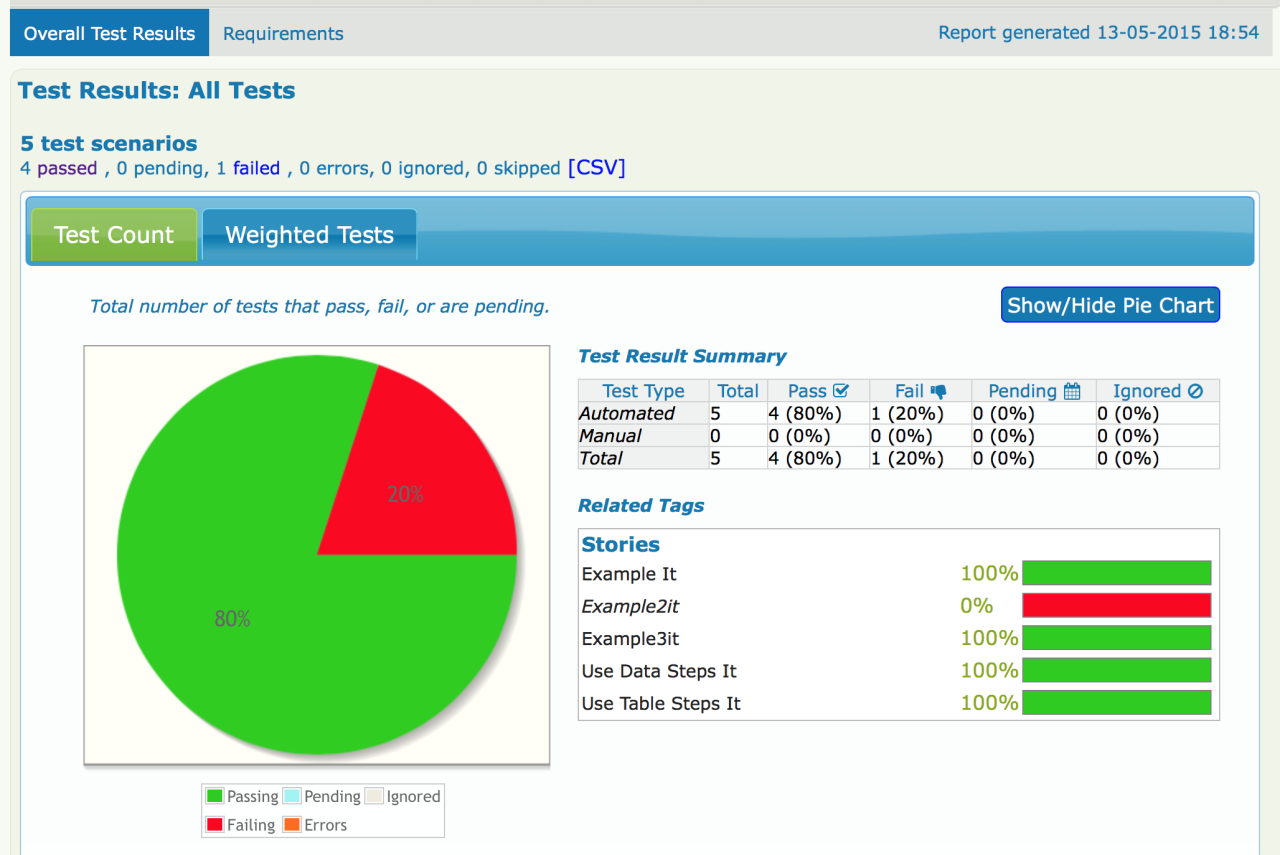 Overall Test Results Requirements Report generated 13-05-2015 18:54
Test Results: All Tests
5 test scenarios
4 passed , 0 pending, 1 failed , 0 errors, 0 ignored, 0 skipped [CSV]
Test Count Weighted Tests
Total number of tests that pass, fail, or are pending.
Show/Hide Pie Chart
20%
80%
Passing Pending Ignored
Failing Errors
Test Result Summary
Test Type Total Pass Fail Pending Ignored
Automated 5 4 (80%) 1 (20%) 0 (0%) 0 (0%)
Manual 0 0 (0%) 0 (0%) 0 (0%) 0 (0%)
Total 5 4 (80%) 1 (20%) 0 (0%) 0 (0%)
Related Tags
Stories
Example It 100%
Example2it 0%
Example3it 100%
Use Data Steps It 100%
Use Table Steps It 100%